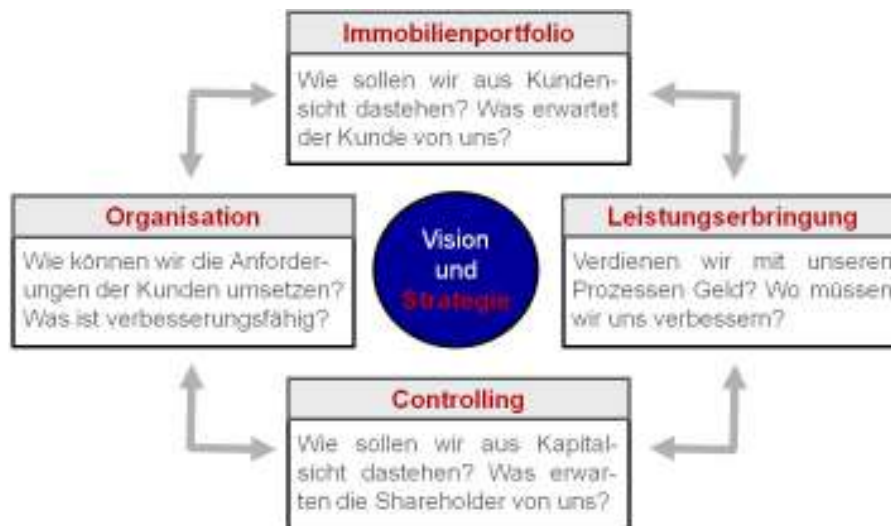 Immobilienportfolio
Wie sollen wir aus Kunden-
sicht dastehen? Was erwartet
der Kunde von uns?
Organisation
Wie können wir die Anforder-
ungen der Kunden umsetzen?
Was ist verbesserungsfähig?
Vision
und
Strategie
Leistungserbringung
Verdienen wir mit unseren
Prozessen Geld? Wo müssen
wir uns verbessern?
Controlling
Wie sollen wir aus Kapital-
sicht dastehen? Was erwar-
ten die Shareholder von uns?